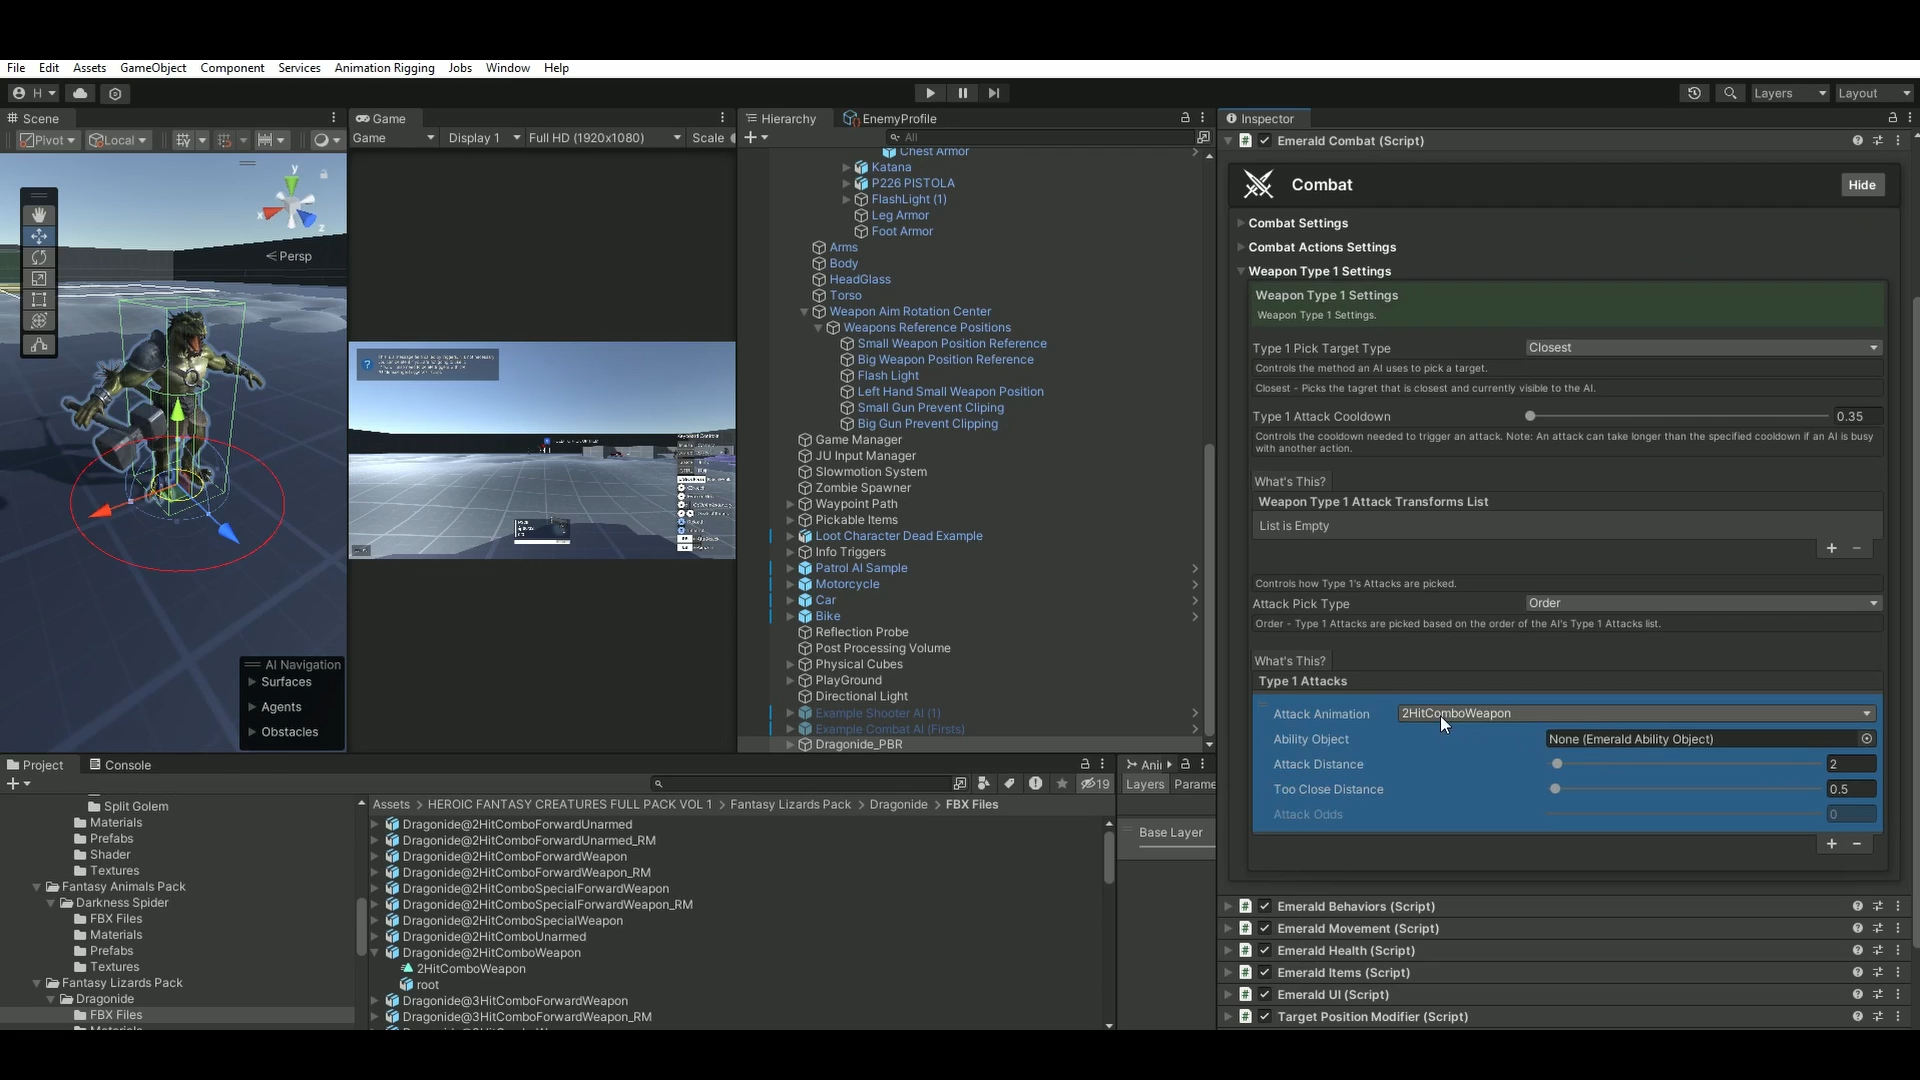 File Edit Assets GameObject Component Services Animation Rigging Jobs Window Help
H
Layers Layout
Scene
Game
Hierarchy
EnemyProfile
Inspector
Pivot Local
Game Display 1 Full HD (1920x1080) Scale
All
y
x
z
Persp
AI Navigation
Surfaces
Agents
Obstacles
Chest Armor
Katana
P226 PISTOLA
FlashLight (1)
Leg Armor
Foot Armor
Arms
Body
HeadGlass
Torso
Weapon Aim Rotation Center
Weapons Reference Positions
Small Weapon Position Reference
Big Weapon Position Reference
Flash Light
Left Hand Small Weapon Position
Small Gun Prevent Cliping
Big Gun Prevent Clipping
Game Manager
JU Input Manager
Slowmotion System
Zombie Spawner
Waypoint Path
Pickable Items
Loot Character Dead Example
Info Triggers
Patrol AI Sample
Motorcycle
Car
Bike
Reflection Probe
Post Processing Volume
Physical Cubes
PlayGround
Directional Light
Example Shooter AI (1)
Example Combat AI (Firsts)
Dragonide_PBR
Emerald Combat (Script)
Combat
Hide
Combat Settings
Combat Actions Settings
Weapon Type 1 Settings
Weapon Type 1 Settings
Weapon Type 1 Settings.
Type 1 Pick Target Type Closest
Controls the method an AI uses to pick a target.
Closest - Picks the tagret that is closest and currently visible to the AI.
Type 1 Attack Cooldown 0.35
Controls the cooldown needed to trigger an attack. Note: An attack can take longer than the specified cooldown if an AI is busy
with another action.
What's This?
Weapon Type 1 Attack Transforms List
List is Empty
+ −
Controls how Type 1's Attacks are picked.
Attack Pick Type Order
Order - Type 1 Attacks are picked based on the order of the AI's Type 1 Attacks list.
What's This?
Type 1 Attacks
Attack Animation 2HitComboWeapon
Ability Object None (Emerald Ability Object)
Attack Distance 2
Too Close Distance 0.5
Attack Odds 0
+ −
Emerald Behaviors (Script)
Emerald Movement (Script)
Emerald Health (Script)
Emerald Items (Script)
Emerald UI (Script)
Target Position Modifier (Script)
Project
Console
19
Split Golem
Materials
Prefabs
Shader
Textures
Fantasy Animals Pack
Darkness Spider
FBX Files
Materials
Prefabs
Textures
Fantasy Lizards Pack
Dragonide
FBX Files
Assets > HEROIC FANTASY CREATURES FULL PACK VOL 1 > Fantasy Lizards Pack > Dragonide > FBX Files
Dragonide@2HitComboForwardUnarmed
Dragonide@2HitComboForwardUnarmed_RM
Dragonide@2HitComboForwardWeapon
Dragonide@2HitComboForwardWeapon_RM
Dragonide@2HitComboSpecialForwardWeapon
Dragonide@2HitComboSpecialForwardWeapon_RM
Dragonide@2HitComboSpecialWeapon
Dragonide@2HitComboUnarmed
Dragonide@2HitComboWeapon
2HitComboWeapon
root
Dragonide@3HitComboForwardWeapon
Dragonide@3HitComboForwardWeapon_RM
Ani
Layers Parame
Base Layer